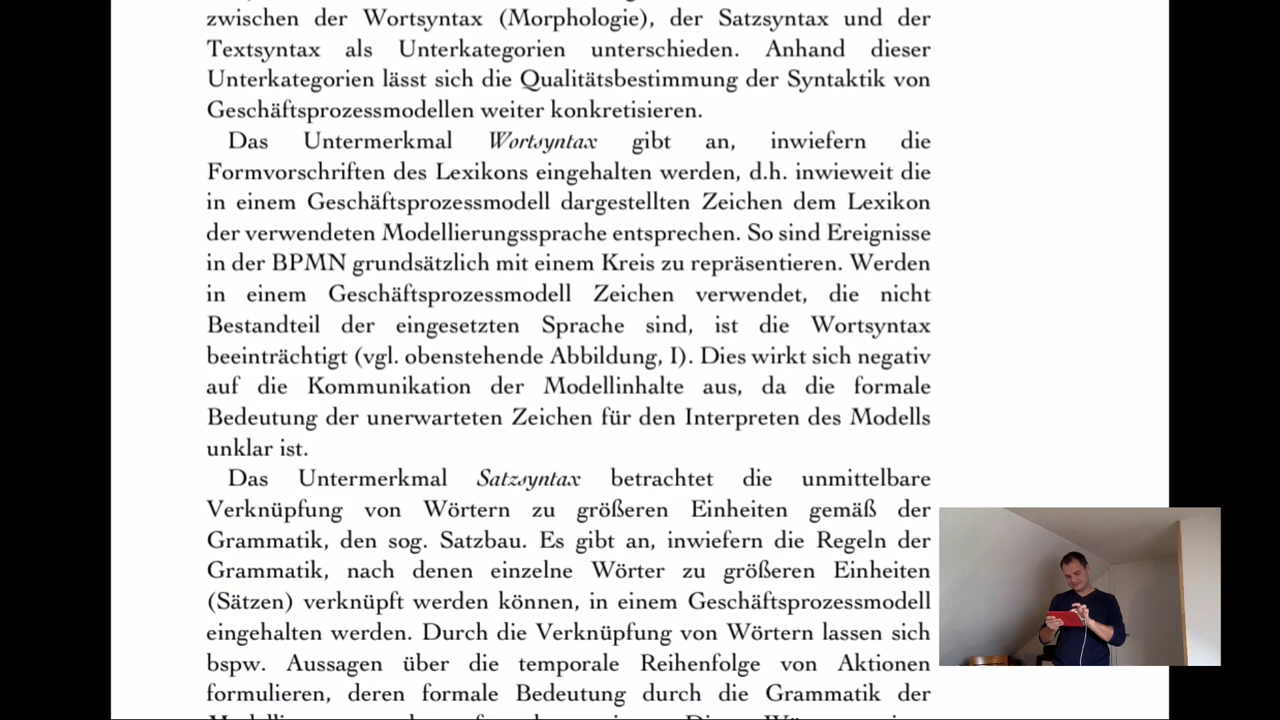 zwischen der Wortsyntax (Morphologie), der Satzsyntax und der
Textsyntax als Unterkategorien unterschieden. Anhand dieser
Unterkategorien lässt sich die Qualitätsbestimmung der Syntaktik von
Geschäftsprozessmodellen weiter konkretisieren.
Das Untermerkmal Wortsyntax gibt an, inwiefern die
Formvorschriften des Lexikons eingehalten werden, d.h. inwieweit die
in einem Geschäftsprozessmodell dargestellten Zeichen dem Lexikon
der verwendeten Modellierungssprache entsprechen. So sind Ereignisse
in der BPMN grundsätzlich mit einem Kreis zu repräsentieren. Werden
in einem Geschäftsprozessmodell Zeichen verwendet, die nicht
Bestandteil der eingesetzten Sprache sind, ist die Wortsyntax
beeinträchtigt (vgl. obenstehende Abbildung, I). Dies wirkt sich negativ
auf die Kommunikation der Modellinhalte aus, da die formale
Bedeutung der unerwarteten Zeichen für den Interpreten des Modells
unklar ist.
Das Untermerkmal Satzsyntax betrachtet die unmittelbare
Verknüpfung von Wörtern zu größeren Einheiten gemäß der
Grammatik, den sog. Satzbau. Es gibt an, inwiefern die Regeln der
Grammatik, nach denen einzelne Wörter zu größeren Einheiten
(Sätzen) verknüpft werden können, in einem Geschäftsprozessmodell
eingehalten werden. Durch die Verknüpfung von Wörtern lassen sich
bspw. Aussagen über die temporale Reihenfolge von Aktionen
formulieren, deren formale Bedeutung durch die Grammatik der